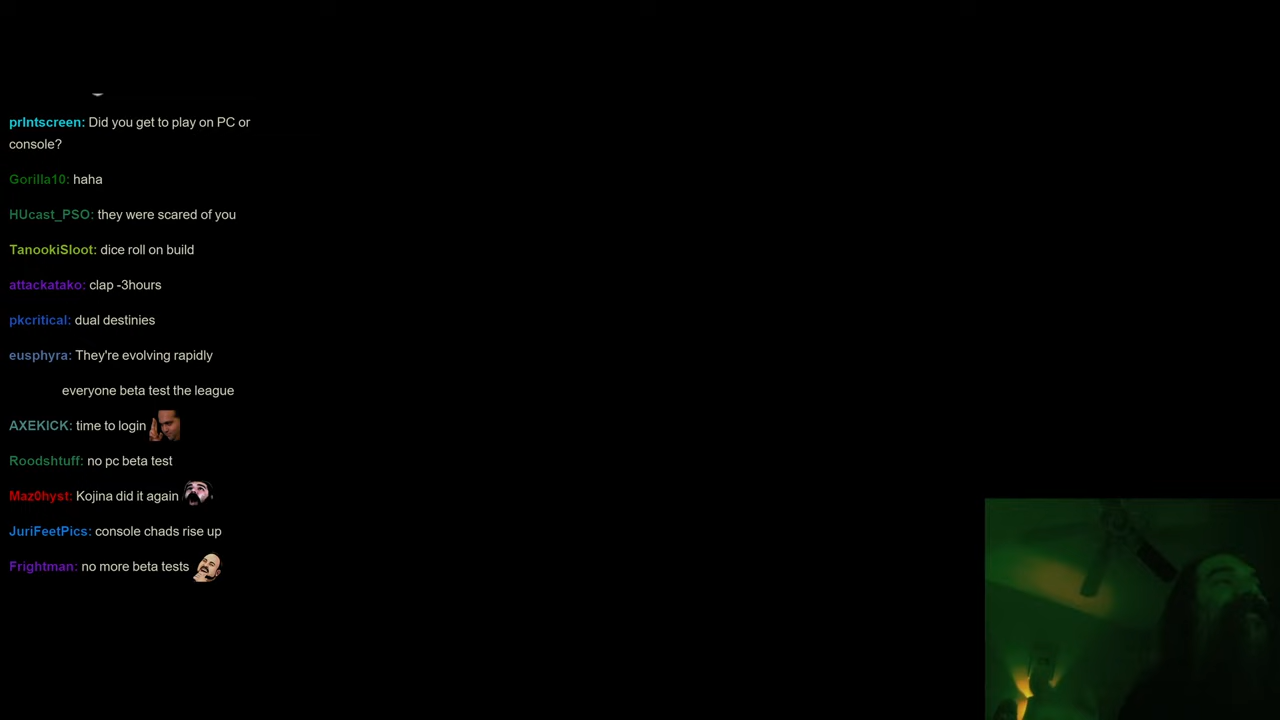 prIntscreen: Did you get to play on PC or
console?
Gorilla10: haha
HUcast_PSO: they were scared of you
TanookiSloot: dice roll on build
attackatako: clap -3hours
pkcritical: dual destinies
eusphyra: They're evolving rapidly
everyone beta test the league
AXEKICK: time to login
Roodshtuff: no pc beta test
Maz0hyst: Kojina did it again
JuriFeetPics: console chads rise up
Frightman: no more beta tests